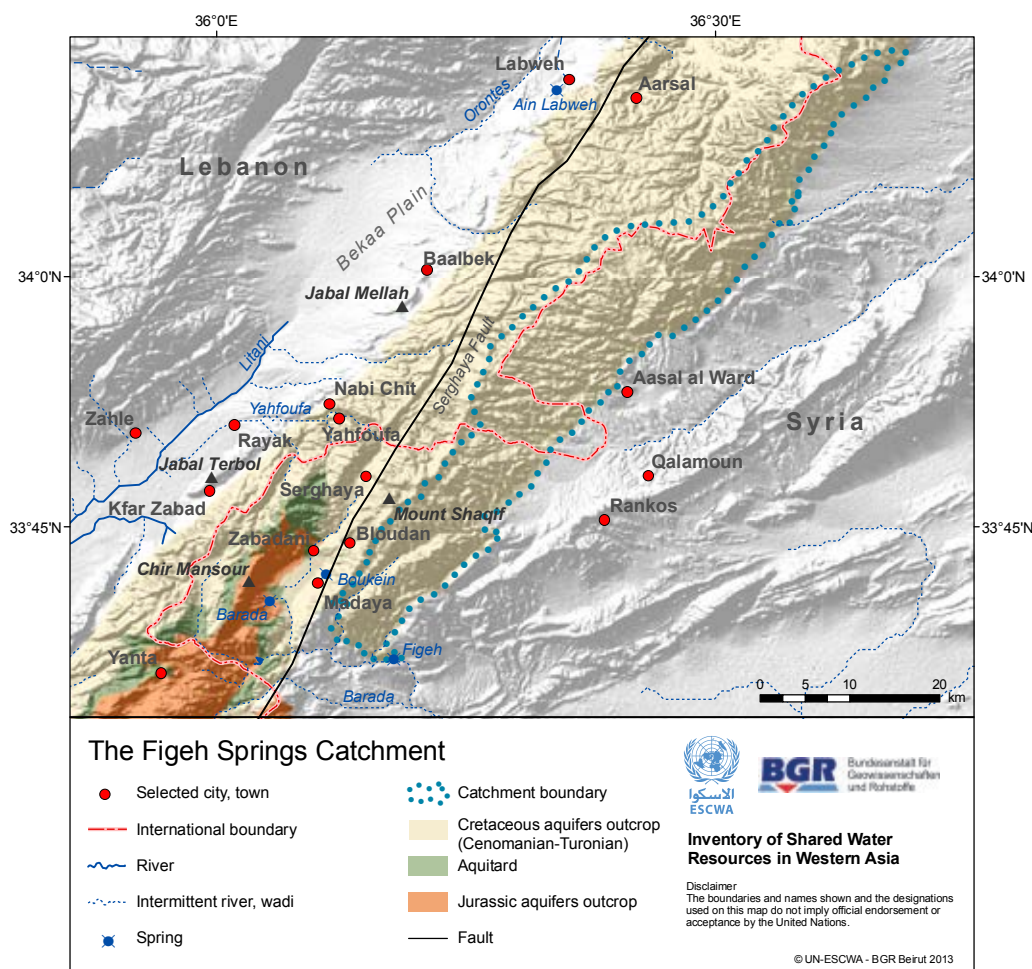 36°0'E
36°30'E
Labweh
Aarsal
Ain Labweh
Orontes
Lebanon
Bekaa Plain
34°0'N
Baalbek
34°0'N
Jabal Mellah
Litani
Serghaya Fault
Nabi Chit
Aasal al Ward
Zahle
Yahfoufa
Syria
Rayak
Yahfoufa
Jabal Terbol
Qalamoun
Serghaya
Kfar Zabad
Mount Shaqif
Rankos
33°45'N
33°45'N
Zabadani
Bloudan
Chir Mansour
Boukein
Madaya
Barada
Figeh
Yanta
Barada
0 5 10 20
km
The Figeh Springs Catchment
Selected city, town
International boundary
River
Intermittent river, wadi
Spring
Catchment boundary
Cretaceous aquifers outcrop
(Cenomanian-Turonian)
Aquitard
Jurassic aquifers outcrop
Fault
الاسكوا
ESCWA
BGR
Bundesanstalt für
Geowissenschaften
und Rohstoffe
Inventory of Shared Water
Resources in Western Asia
Disclaimer
The boundaries and names shown and the designations
used on this map do not imply official endorsement or
acceptance by the United Nations.
© UN-ESCWA - BGR Beirut 2013